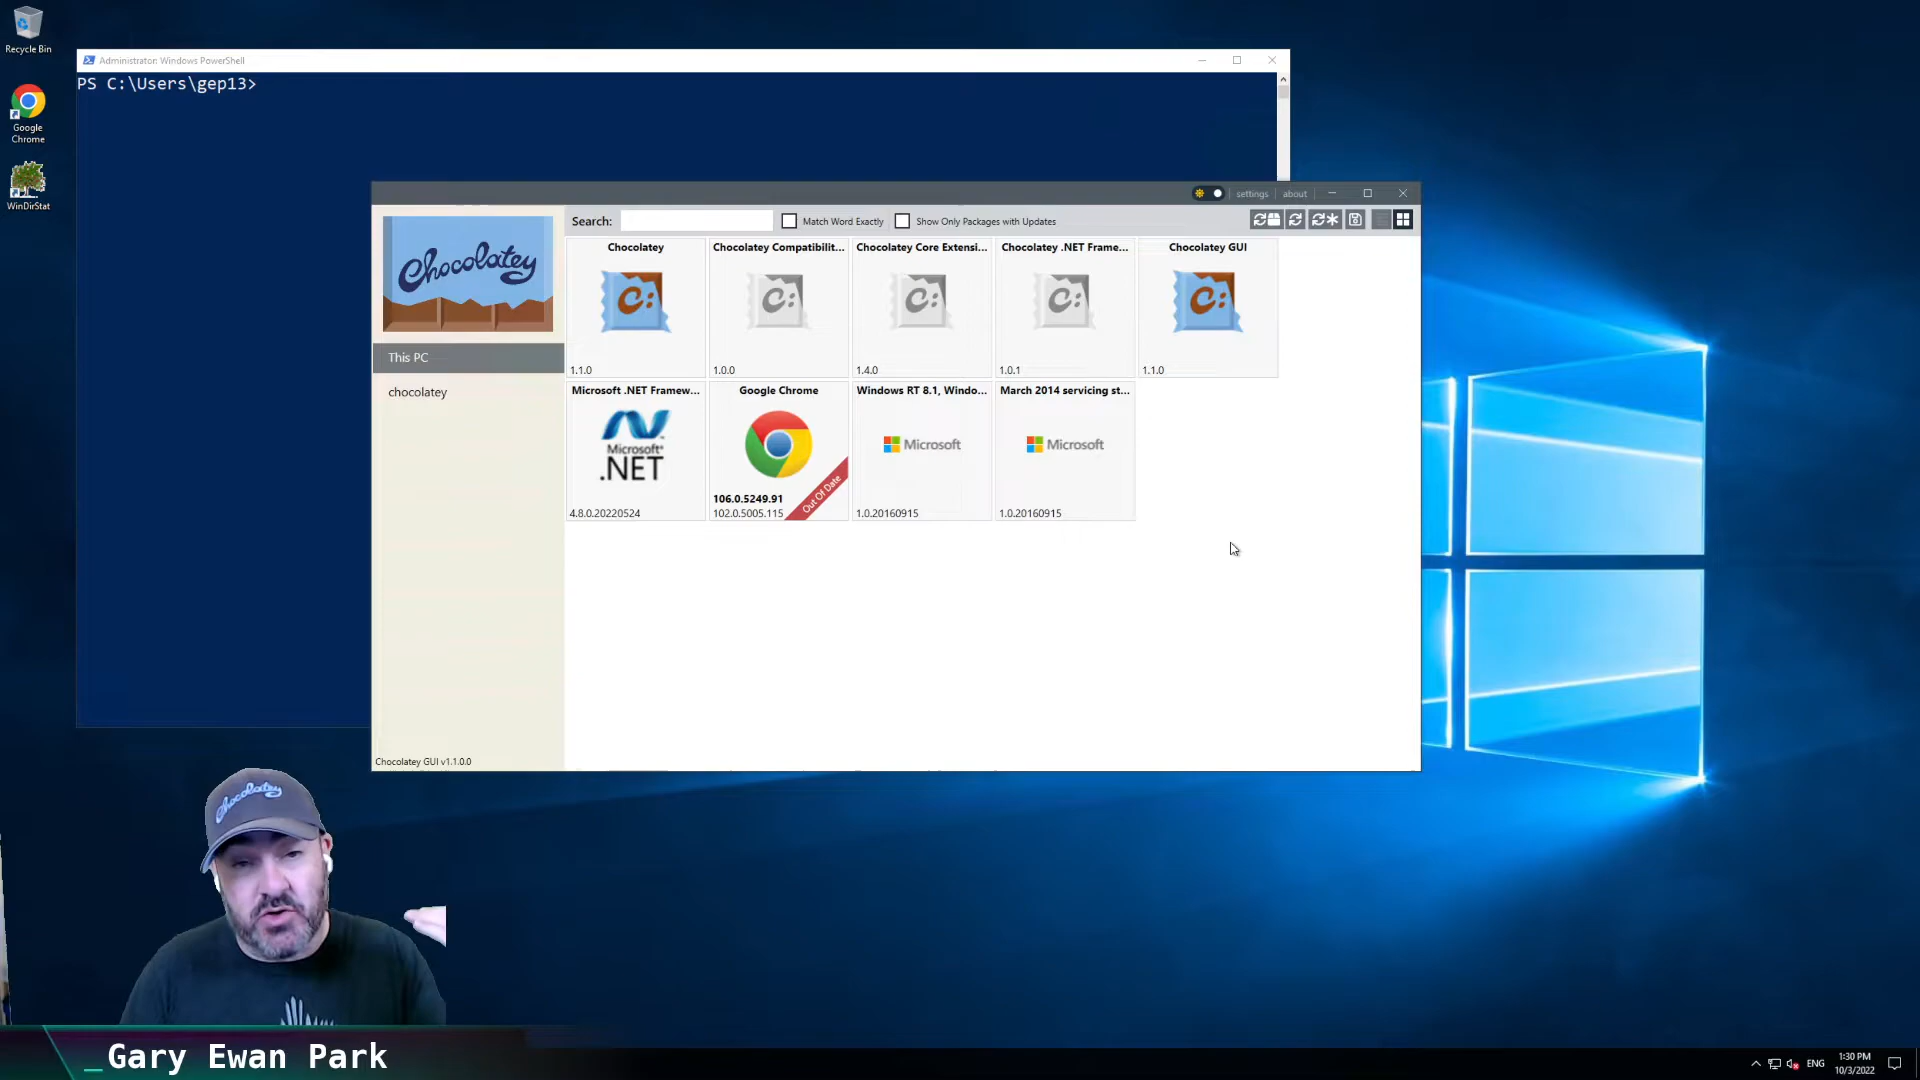 Recycle Bin
Google
Chrome
WinDirStat
Administrator: Windows PowerShell
PS C:\Users\gep13>
settings
about
Chocolatey
Search:
Match Word Exactly
Show Only Packages with Updates
Chocolatey
Chocolatey Compatibilit...
Chocolatey Core Extensi...
Chocolatey .NET Frame...
Chocolatey GUI
C:
C:
C:
C:
C:
1.1.0
1.0.0
1.4.0
1.0.1
1.1.0
This PC
chocolatey
Microsoft .NET Framew...
Google Chrome
Windows RT 8.1, Windo...
March 2014 servicing st...
Microsoft
.NET
Microsoft
Microsoft
Out Of Date
106.0.5249.91
4.8.0.20220524
102.0.5005.115
1.0.20160915
1.0.20160915
Chocolatey GUI v1.1.0.0
Chocolatey
_Gary Ewan Park
ENG
1:30 PM
10/3/2022